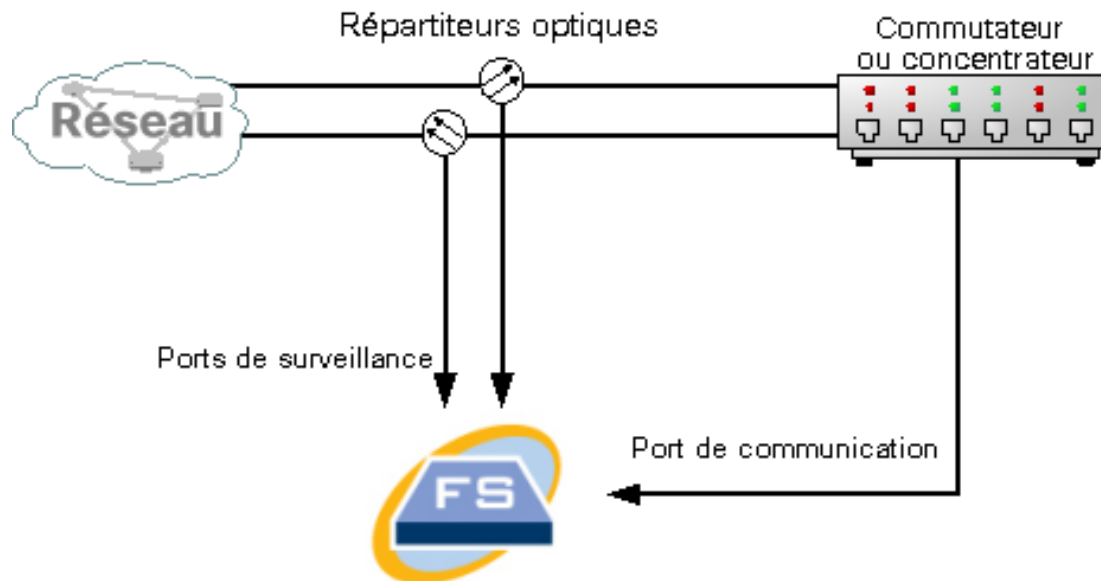 Répartiteurs optiques
Commutateur
ou concentrateur
Réseau
Ports de surveillance
Port de communication
FS